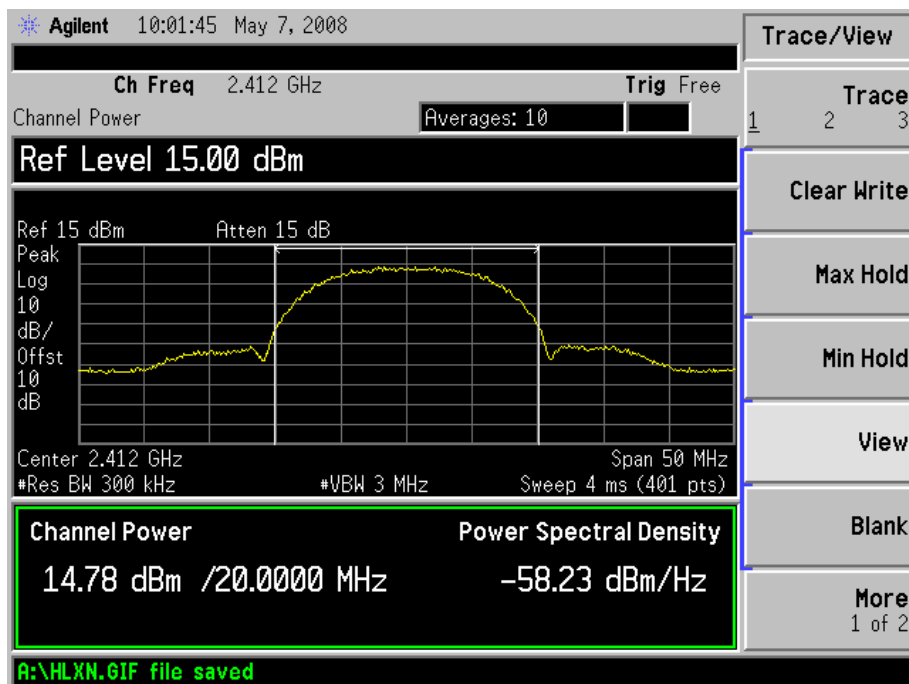 Agilent 10:01:45 May 7, 2008
Ch Freq 2.412 GHz Trig Free
Channel Power Averages: 10
Ref Level 15.00 dBm
Ref 15 dBm Atten 15 dB
Peak
Log
10
dB/
Offst
10
dB
Center 2.412 GHz Span 50 MHz
#Res BW 300 kHz #VBW 3 MHz Sweep 4 ms (401 pts)
Channel Power Power Spectral Density
14.78 dBm /20.0000 MHz -58.23 dBm/Hz
A:\HLXN.GIF file saved
Trace/View
Trace
1 2 3
Clear Write
Max Hold
Min Hold
View
Blank
More
1 of 2